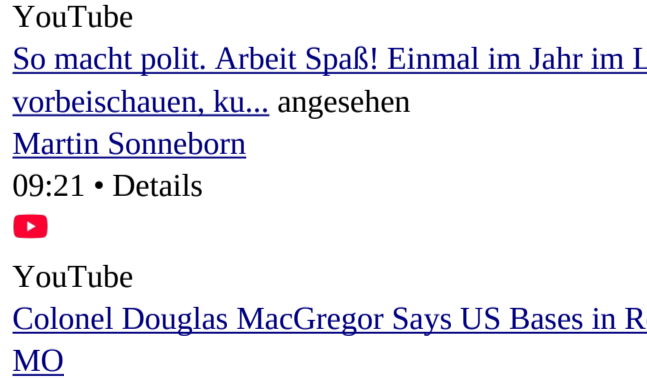 YouTube
So macht polit. Arbeit Spaß! Einmal im Jahr im
vorbeischauen, ku... angesehen
Martin Sonneborn
09:21 • Details
YouTube
Colonel Douglas MacGregor Says US Bases in
MO